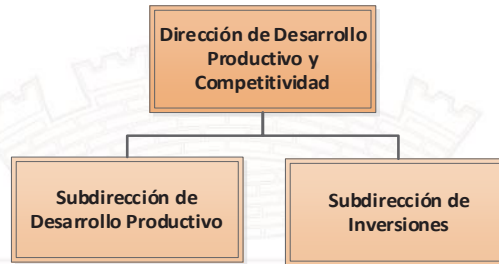 Dirección de Desarrollo
Productivo y
Competitividad
Subdirección de
Desarrollo Productivo
Subdirección de
Inversiones